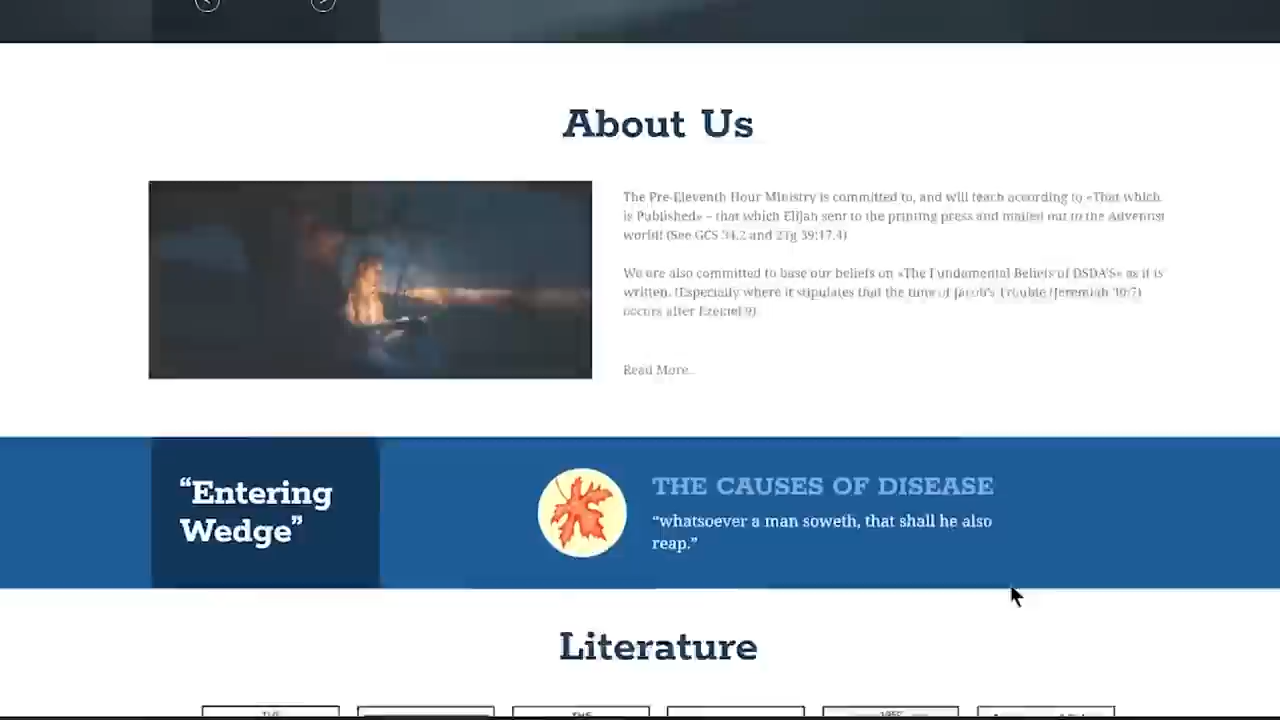 About Us
The Pre-Eleventh Hour Ministry is committed to, and will teach according to «That which
is Published» – that which Elijah sent to the printing press and mailed out to the Adventist
world! (See GCS 34.2 and 2Tg 39:17.4)
We are also committed to base our beliefs on «The Fundamental Beliefs of DSDA'S» as it is
written. (Especially where it stipulates that the time of Jacob's Trouble (Jeremiah 30:7)
occurs after Ezekiel 9)
Read More..
“Entering
Wedge”
THE CAUSES OF DISEASE
“whatsoever a man soweth, that shall he also
reap.”
Literature
THE
THE